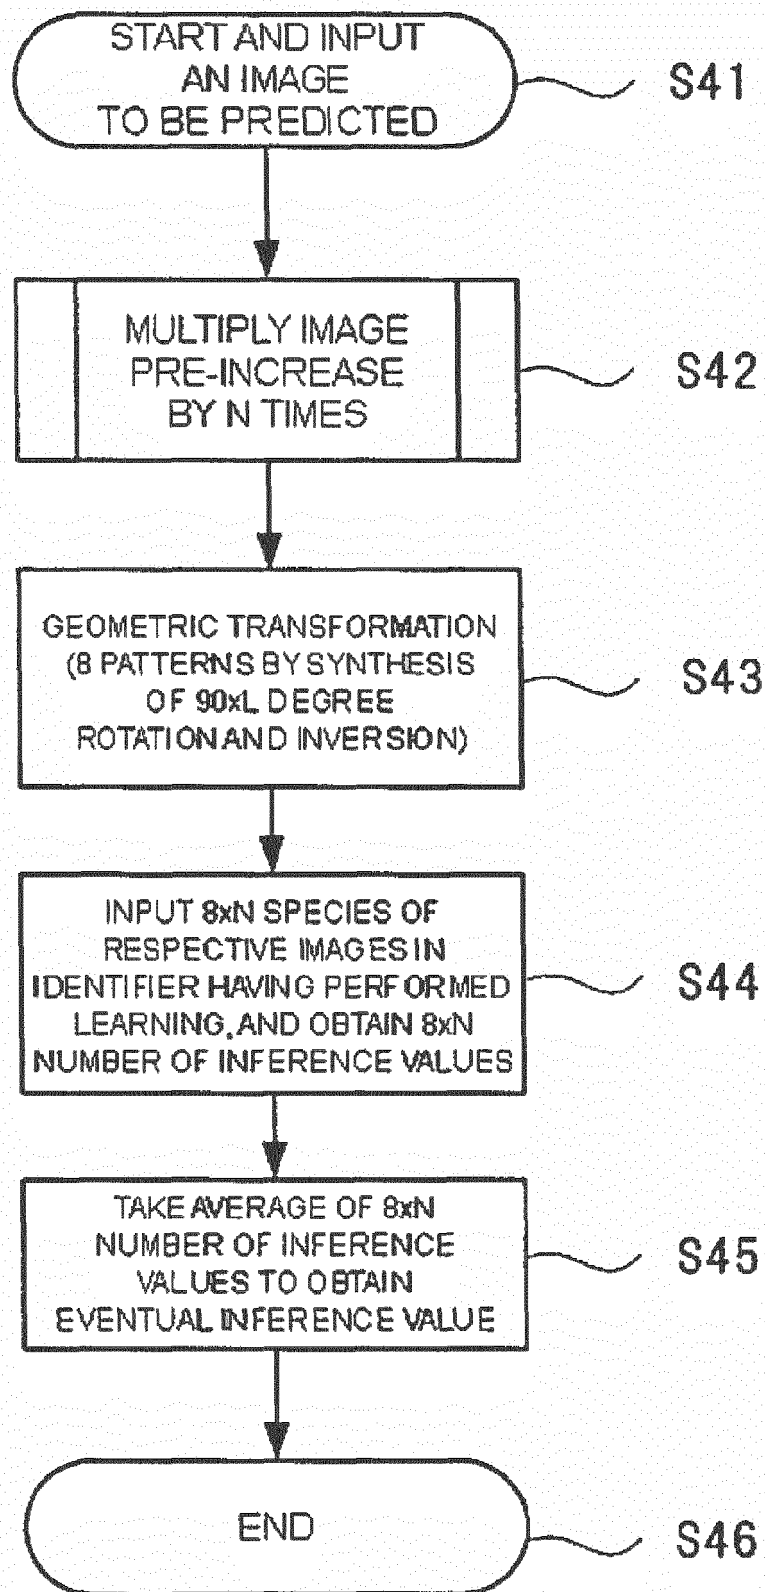 START AND INPUT
AN IMAGE
TO BE PREDICTED
S41
MULTIPLY IMAGE
PRE-INCREASE
BY N TIMES
S42
GEOMETRIC TRANSFORMATION
(8 PATTERNS BY SYNTHESIS
OF 90xL DEGREE
ROTATION AND INVERSION)
S43
INPUT 8xN SPECIES OF
RESPECTIVE IMAGES IN
IDENTIFIER HAVING PERFORMED
LEARNING, AND OBTAIN 8xN
NUMBER OF INFERENCE VALUES
S44
TAKE AVERAGE OF 8xN
NUMBER OF INFERENCE
VALUES TO OBTAIN
EVENTUAL INFERENCE VALUE
S45
END
S46